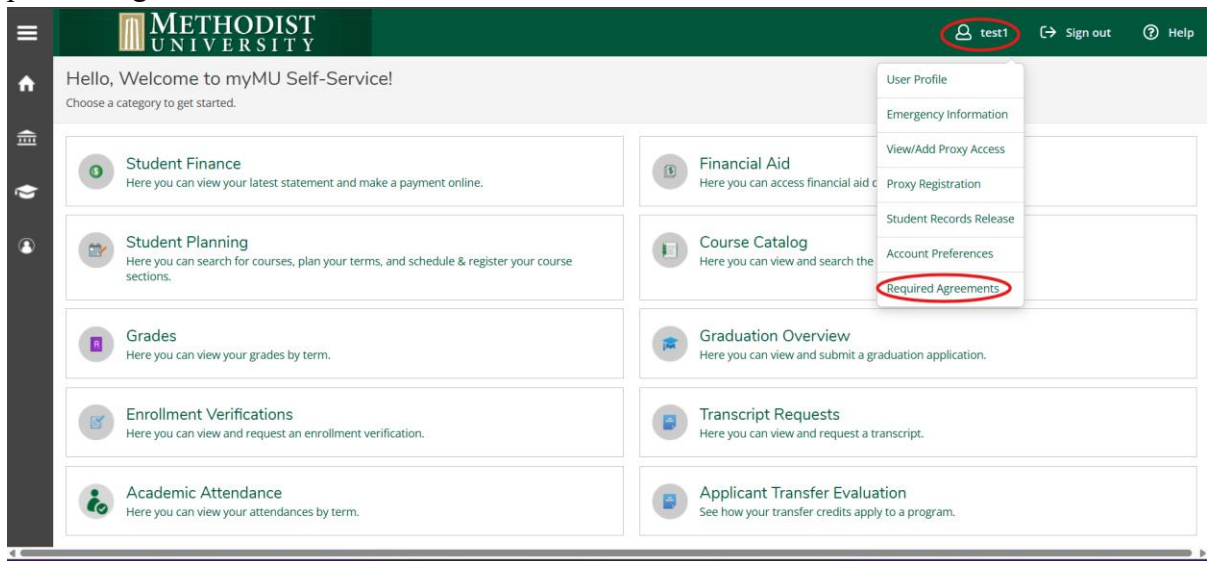 METHODIST
UNIVERSITY
test1
Sign out
Help
Hello, Welcome to myMU Self-Service!
Choose a category to get started.
User Profile
Emergency Information
View/Add Proxy Access
Proxy Registration
Student Records Release
Account Preferences
Required Agreements
Student Finance
Here you can view your latest statement and make a payment online.
Financial Aid
Here you can access financial aid
Student Planning
Here you can search for courses, plan your terms, and schedule & register your course
sections.
Course Catalog
Here you can view and search the
Grades
Here you can view your grades by term.
Graduation Overview
Here you can view and submit a graduation application.
Enrollment Verifications
Here you can view and request an enrollment verification.
Transcript Requests
Here you can view and request a transcript.
Academic Attendance
Here you can view your attendances by term.
Applicant Transfer Evaluation
See how your transfer credits apply to a program.